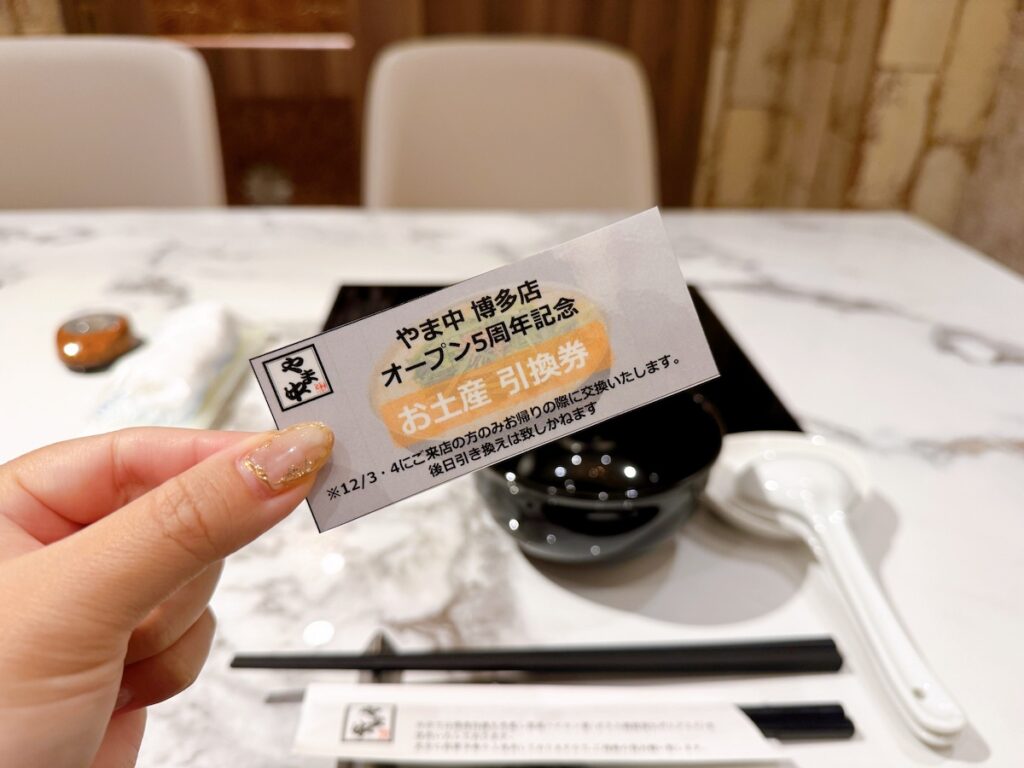 やま中 博多店
オープン5周年記念
お土産 引換券
やま中
※12/3・4にご来店の方のみお帰りの際に交換いたします。
後日引き換えは致しかねます